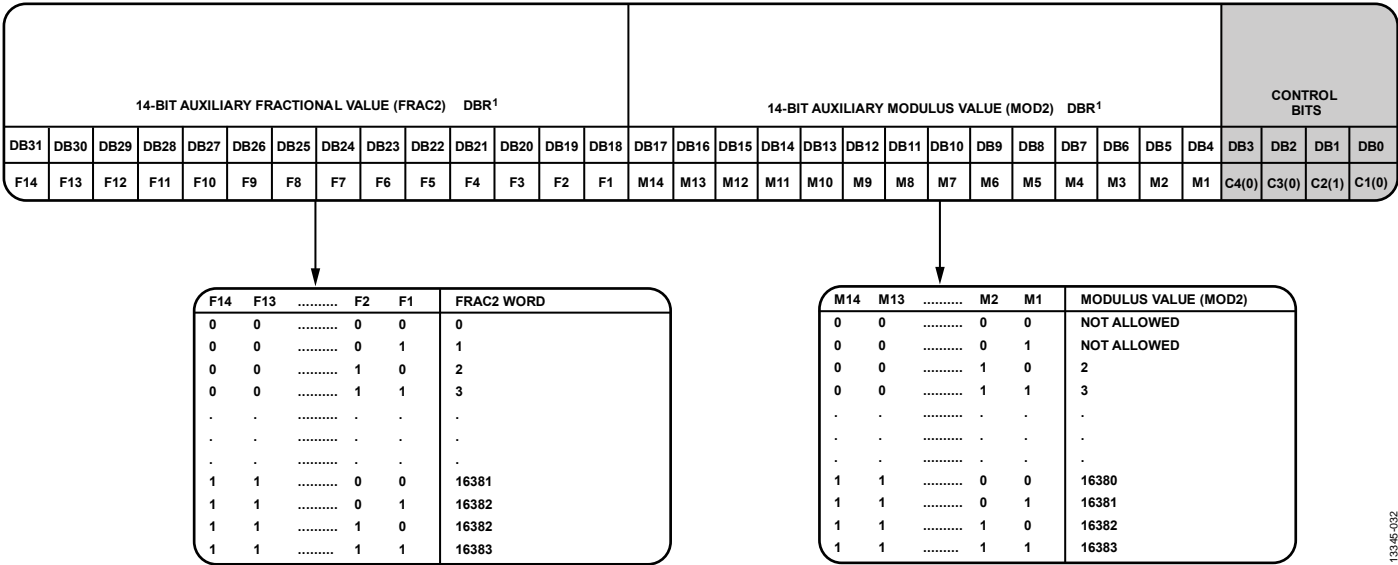 14-BIT AUXILIARY FRACTIONAL VALUE (FRAC2) DBR1 14-BIT AUXILIARY MODULUS VALUE (MOD2) DBR1 CONTROL BITS
DB31 DB30 DB29 DB28 DB27 DB26 DB25 DB24 DB23 DB22 DB21 DB20 DB19 DB18 DB17 DB16 DB15 DB14 DB13 DB12 DB11 DB10 DB9 DB8 DB7 DB6 DB5 DB4 DB3 DB2 DB1 DB0
F14 F13 F12 F11 F10 F9 F8 F7 F6 F5 F4 F3 F2 F1 M14 M13 M12 M11 M10 M9 M8 M7 M6 M5 M4 M3 M2 M1 C4(0) C3(0) C2(1) C1(0)
F14 F13 .......... F2 F1 FRAC2 WORD
0 0 .......... 0 0 0
0 0 .......... 0 1 1
0 0 .......... 1 0 2
0 0 .......... 1 1 3
. . .......... . . .
. . .......... . . .
. . .......... . . .
1 1 .......... 0 0 16381
1 1 .......... 0 1 16382
1 1 .......... 1 0 16382
1 1 ......... 1 1 16383
M14 M13 .......... M2 M1 MODULUS VALUE (MOD2)
0 0 .......... 0 0 NOT ALLOWED
0 0 .......... 0 1 NOT ALLOWED
0 0 .......... 1 0 2
0 0 .......... 1 1 3
. . .......... . . .
. . .......... . . .
. . .......... . . .
1 1 .......... 0 0 16380
1 1 .......... 0 1 16381
1 1 .......... 1 0 16382
1 1 ......... 1 1 16383
13345-032